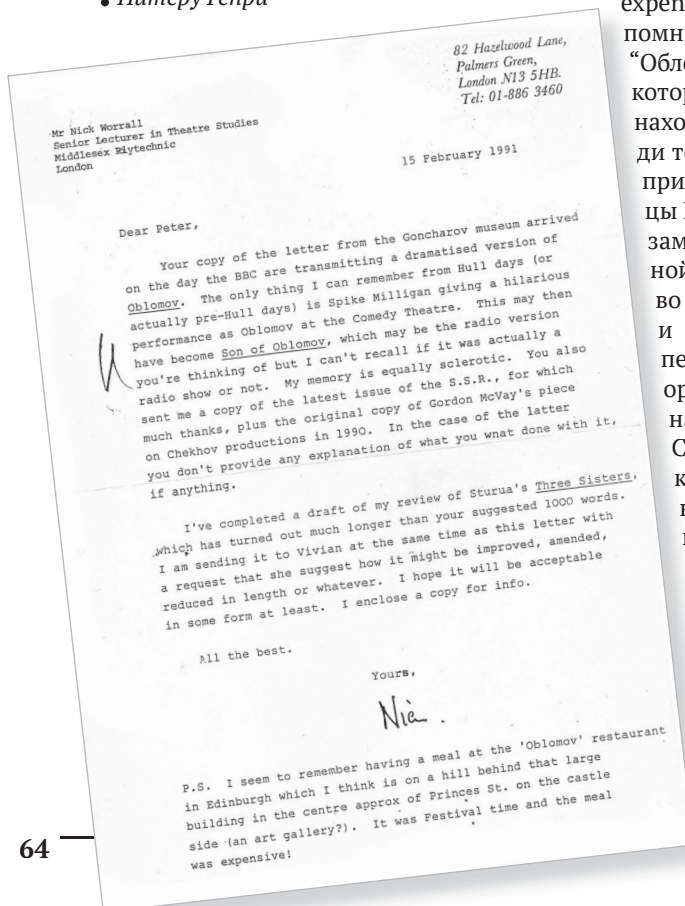 • Питеру Генри
82 Hazelwood Lane,
Palmers Green,
London N13 5HB.
Tel: 01-886 3460
Mr Nick Worrall
Senior Lecturer in Theatre Studies
Middlesex
London
15 February 1991
Dear Peter,
Your copy of the letter from the Goncharov museum arrived
on the day the BBC are transmitting a dramatised version of
Oblomov. The only thing I can remember from Hull days (or
actually pre-Hull days) is Spike Milligan giving a hilarious
performance as Oblomov at the Comedy Theatre. This may then
have become Son of Oblomov, which may be the radio version
you're thinking of but I can't recall if it was actually a
radio show or not. My memory is equally sclerotic. You also
sent me a copy of the latest issue of the S.S.R., for which
much thanks, plus the original copy of Gordon McVay's piece
on Chekhov productions in 1990. In the case of the latter
you don't provide any explanation of what you wnat done with it,
if anything.
I've completed a draft of my review of Sturua's Three Sisters,
which has turned out much longer than your suggested 1000 words.
I am sending it to Vivian at the same time as this letter with
a request that she suggest how it might be improved, amended,
reduced in length or whatever. I hope it will be acceptable
in some form at least. I enclose a copy for info.
All the best.
Yours,
Nick.
P.S. I seem to remember having a meal at the 'Oblomov' restaurant
in Edinburgh which I think is on a hill behind that large
building in the centre approx of Princes St. on the castle
side (an art gallery?). It was Festival time and the meal
was expensive!
64
expen
помн
“Обло
котор
нахо
ди т
при
цы
зам
ной
во
и
пе
ор
на
С
к